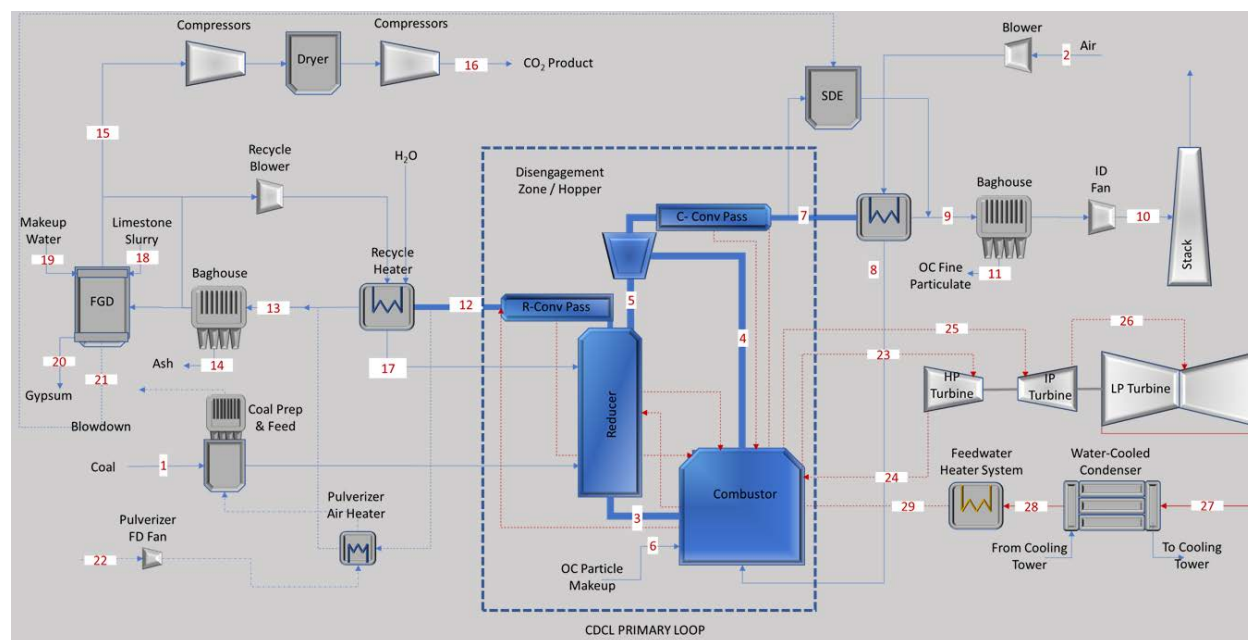 Compressors
Compressors
Blower
Dryer
16
CO₂ Product
2
Air
SDE
15
Recycle
Blower
H₂O
Disengagement
Zone / Hopper
Baghouse
ID
Fan
C- Conv Pass
7
9
10
Makeup
Water
Limestone
Slurry
19
18
Recycle
Heater
Baghouse
8
OC Fine
Particulate
11
Stack
FGD
13
12
R-Conv Pass
5
4
25
26
Ash
14
17
23
20
21
Gypsum
HP
Turbine
IP
Turbine
LP Turbine
Blowdown
Coal Prep
& Feed
Reducer
Coal
1
24
Feedwater
Heater System
Water-Cooled
Condenser
Combustor
Pulverizer
Air Heater
Pulverizer
FD Fan
3
29
28
27
22
6
From Cooling
Tower
To Cooling
Tower
OC Particle
Makeup
CDCL PRIMARY LOOP